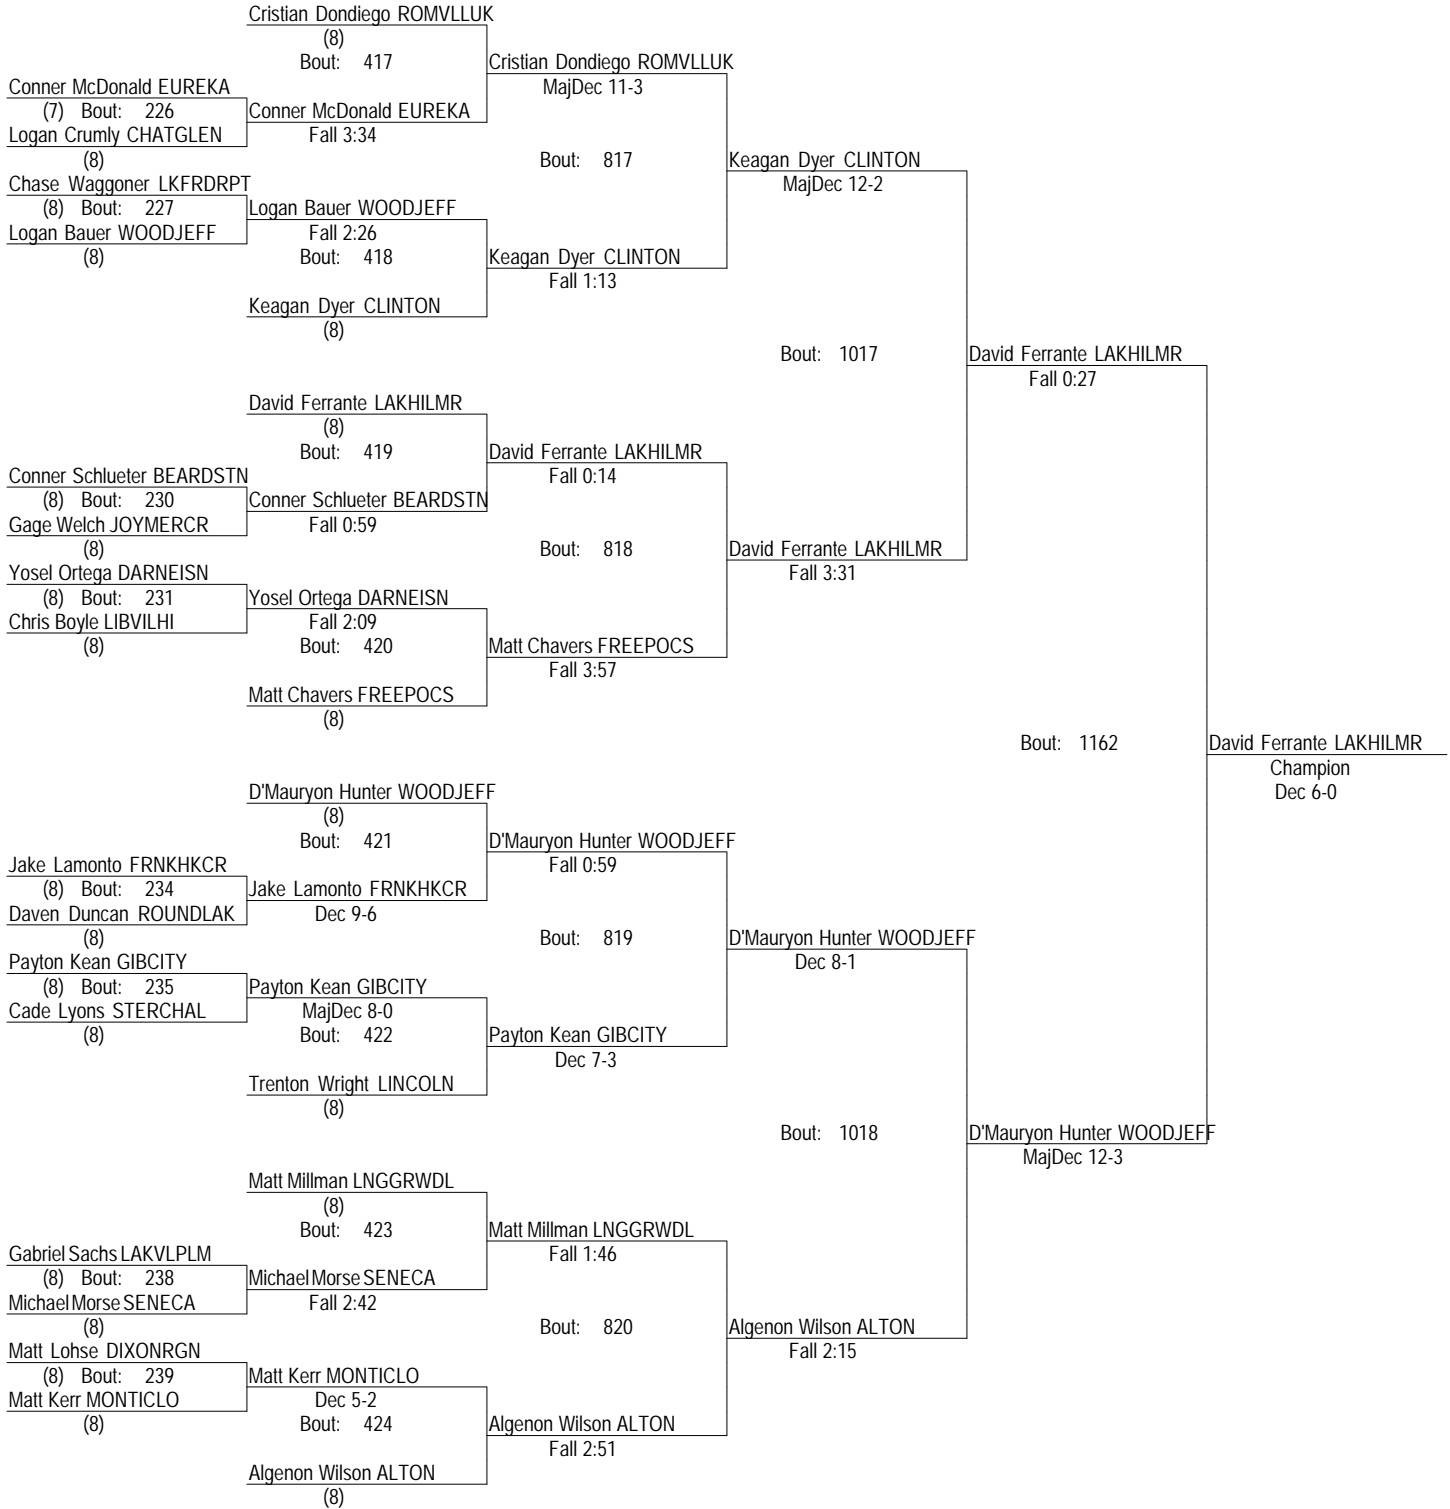 Cristian Dondiego ROMVLLUK
(8)
Bout: 417
Cristian Dondiego ROMVLLUK
Conner McDonald EUREKA
MajDec 11-3
(7) Bout: 226
Conner McDonald EUREKA
Logan Crumly CHATGLEN
Fall 3:34
(8)
Bout: 817
Keagan Dyer CLINTON
Chase Waggoner LKFRDRPT
MajDec 12-2
(8) Bout: 227
Logan Bauer WOODJEFF
Logan Bauer WOODJEFF
Fall 2:26
(8)
Bout: 418
Keagan Dyer CLINTON
Fall 1:13
Keagan Dyer CLINTON
(8)
Bout: 1017
David Ferrante LAKHILMR
Fall 0:27
David Ferrante LAKHILMR
(8)
Bout: 419
David Ferrante LAKHILMR
Conner Schlueter BEARDSTN
Fall 0:14
(8) Bout: 230
Conner Schlueter BEARDSTN
Gage Welch JOYMERCR
Fall 0:59
(8)
Bout: 818
David Ferrante LAKHILMR
Yosel Ortega DARNEISN
Fall 3:31
(8) Bout: 231
Yosel Ortega DARNEISN
Chris Boyle LIBVILHI
Fall 2:09
(8)
Bout: 420
Matt Chavers FREEPOCS
Fall 3:57
Matt Chavers FREEPOCS
(8)
Bout: 1162
David Ferrante LAKHILMR
Champion
Dec 6-0
D'Mauryon Hunter WOODJEFF
(8)
Bout: 421
D'Mauryon Hunter WOODJEFF
Jake Lamonto FRNKHKCR
Fall 0:59
(8) Bout: 234
Jake Lamonto FRNKHKCR
Daven Duncan ROUNDLAK
Dec 9-6
(8)
Bout: 819
D'Mauryon Hunter WOODJEFF
Payton Kean GIBCITY
Dec 8-1
(8) Bout: 235
Payton Kean GIBCITY
Cade Lyons STERCHAL
MajDec 8-0
(8)
Bout: 422
Payton Kean GIBCITY
Dec 7-3
Trenton Wright LINCOLN
(8)
Bout: 1018
D'Mauryon Hunter WOODJEFF
MajDec 12-3
Matt Millman LNGGRWDL
(8)
Bout: 423
Matt Millman LNGGRWDL
Gabriel Sachs LAKVLPLM
Fall 1:46
(8) Bout: 238
Michael Morse SENECA
Michael Morse SENECA
Fall 2:42
(8)
Bout: 820
Algenon Wilson ALTON
Matt Lohse DIXONRGN
Fall 2:15
(8) Bout: 239
Matt Kerr MONTICLO
Matt Kerr MONTICLO
Dec 5-2
(8)
Bout: 424
Algenon Wilson ALTON
Fall 2:51
Algenon Wilson ALTON
(8)